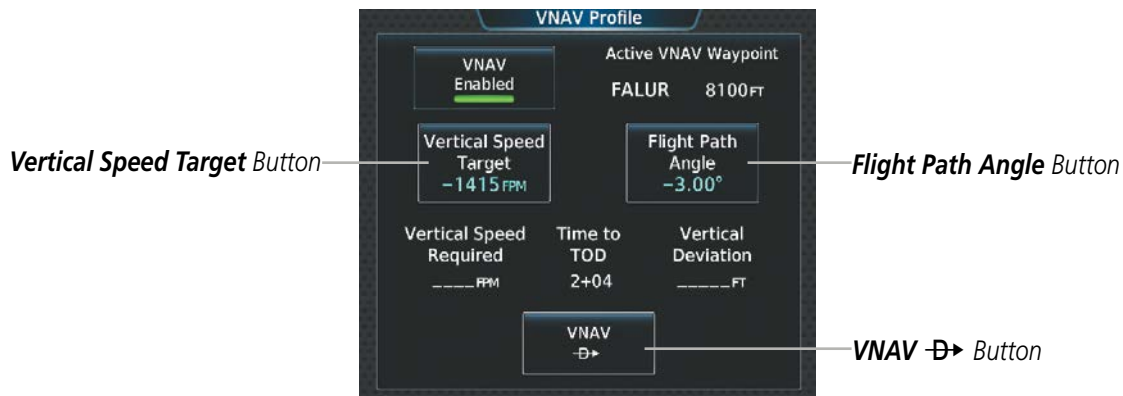 VNAV Profile
VNAV
Enabled
Active VNAV Waypoint
FALUR 8100FT
Vertical Speed Target Button
Vertical Speed
Target
-1415FPM
Flight Path
Angle
-3.00°
Flight Path Angle Button
Vertical Speed
Required
____FPM
Time to
TOD
2+04
Vertical
Deviation
_____FT
VNAV
D
VNAV D Button